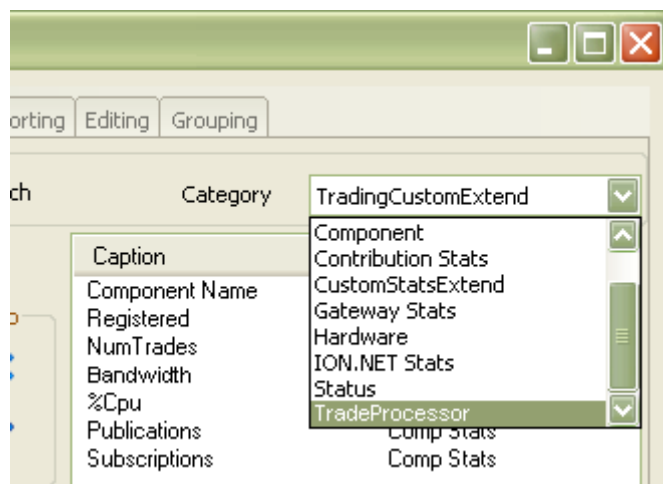 orting Editing Grouping
ch Category TradingCustomExtend
Component
Contribution Stats
CustomStatsExtend
Gateway Stats
Hardware
ION.NET Stats
Status
TradeProcessor
Caption
Component Name
Registered
NumTrades
Bandwidth
%Cpu
Publications Comp Stats
Subscriptions Comp Stats